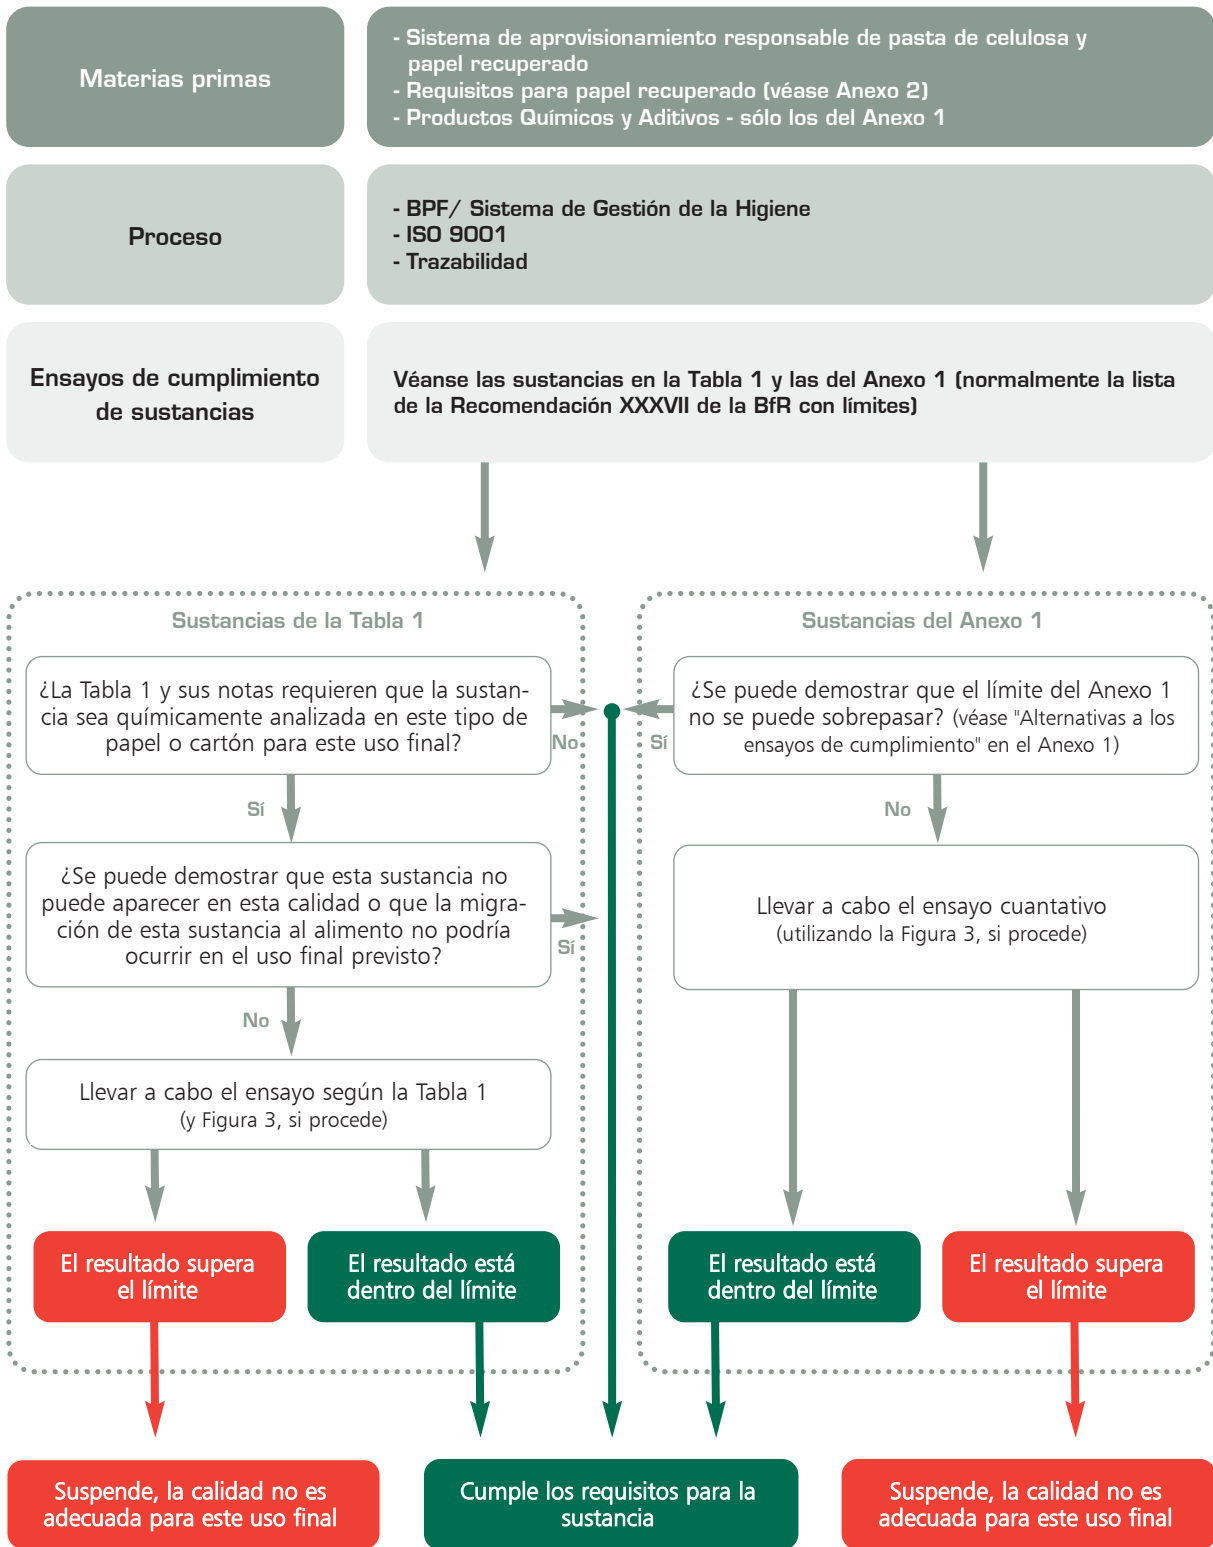 Materias primas
- Sistema de aprovisionamiento responsable de pasta de celulosa y
papel recuperado
- Requisitos para papel recuperado (véase Anexo 2)
- Productos Químicos y Aditivos - sólo los del Anexo 1
Proceso
- BPF/ Sistema de Gestión de la Higiene
- ISO 9001
- Trazabilidad
Ensayos de cumplimiento
de sustancias
Véanse las sustancias en la Tabla 1 y las del Anexo 1 (normalmente la lista
de la Recomendación XXXVII de la BfR con límites)
Sustancias de la Tabla 1
¿La Tabla 1 y sus notas requieren que la sustan-
cia sea químicamente analizada en este tipo de
papel o cartón para este uso final?
No
Sí
¿Se puede demostrar que esta sustancia no
puede aparecer en esta calidad o que la migra-
ción de esta sustancia al alimento no podría
ocurrir en el uso final previsto?
Sí
No
Llevar a cabo el ensayo según la Tabla 1
(y Figura 3, si procede)
El resultado supera
el límite
El resultado está
dentro del límite
Sustancias del Anexo 1
¿Se puede demostrar que el límite del Anexo 1
no se puede sobrepasar? (véase "Alternativas a los
ensayos de cumplimiento" en el Anexo 1)
Sí
No
Llevar a cabo el ensayo cuantativo
(utilizando la Figura 3, si procede)
El resultado está
dentro del límite
El resultado supera
el límite
Suspende, la calidad no es
adecuada para este uso final
Cumple los requisitos para la
sustancia
Suspende, la calidad no es
adecuada para este uso final